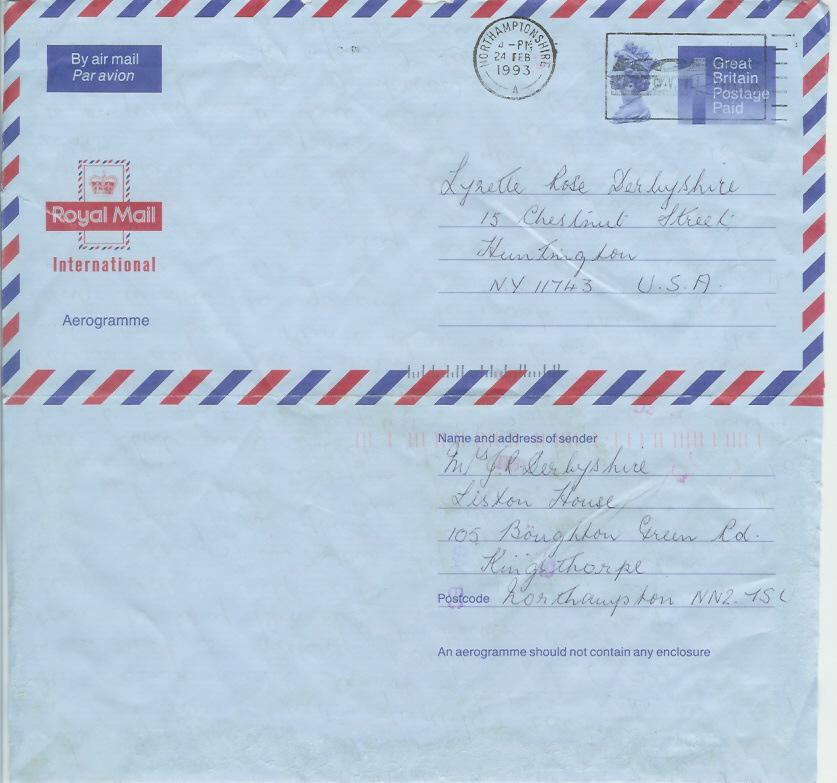 By air mail
Par avion
NORTHAMPTONSHIRE
4 - PM
24 FEB
1993
A
Great
Britain
Postage
Paid
Royal Mail
International
Aerogramme
Lynette Rose Derbyshire
15 Chestnut Street
Huntington
NY 11743 U.S.A.
Name and address of sender
Mrs J.R. Derbyshire
Liston House
105 Boughton Green Rd.
Kingsthorpe
Postcode Northampton NN2.7SL
An aerogramme should not contain any enclosure